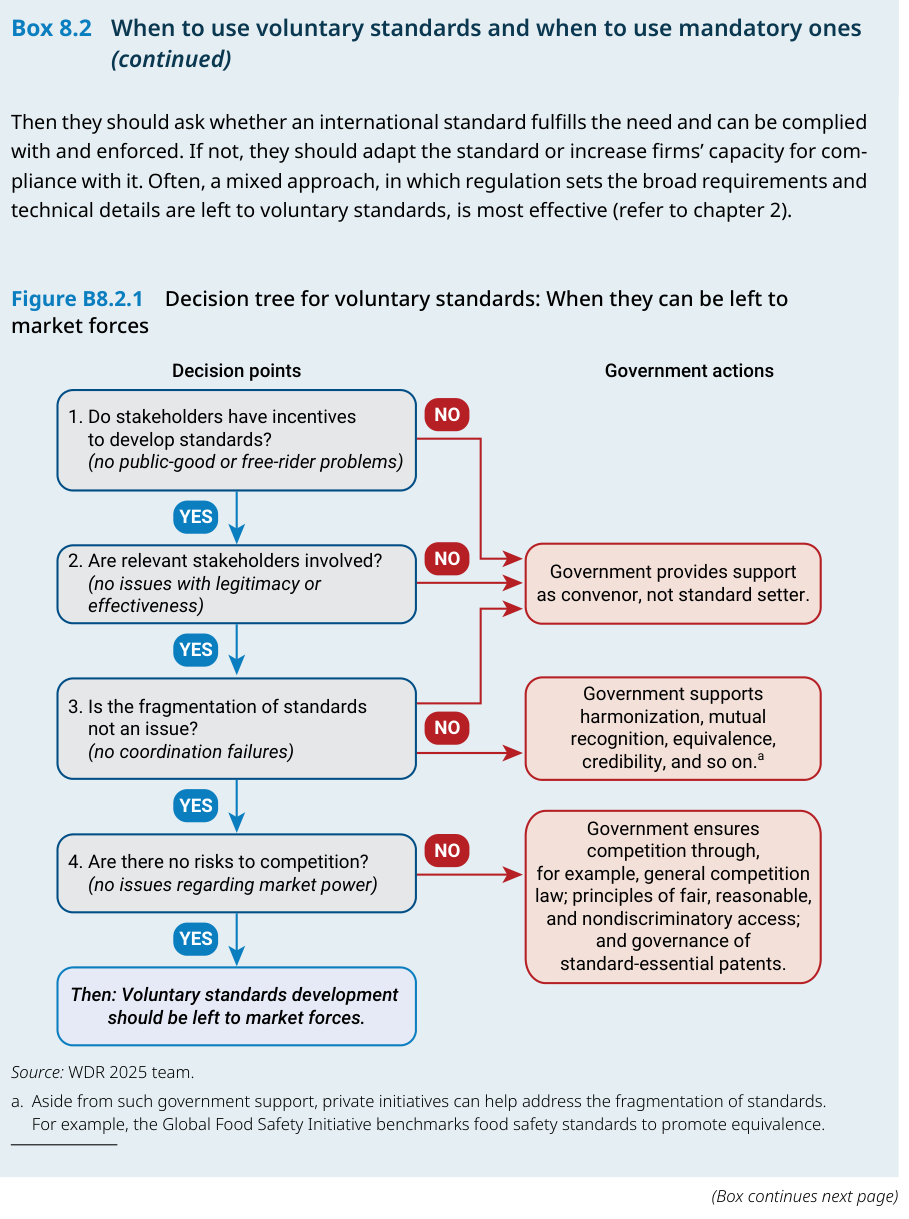 Box 8.2 When to use voluntary standards and when to use mandatory ones
(continued)
Then they should ask whether an international standard fulfills the need and can be complied
with and enforced. If not, they should adapt the standard or increase firms’ capacity for com-
pliance with it. Often, a mixed approach, in which regulation sets the broad requirements and
technical details are left to voluntary standards, is most effective (refer to chapter 2).
Figure B8.2.1 Decision tree for voluntary standards: When they can be left to
market forces
Decision points
Government actions
1. Do stakeholders have incentives
to develop standards?
(no public-good or free-rider problems)
NO
YES
2. Are relevant stakeholders involved?
(no issues with legitimacy or
effectiveness)
NO
Government provides support
as convenor, not standard setter.
YES
3. Is the fragmentation of standards
not an issue?
(no coordination failures)
NO
Government supports
harmonization, mutual
recognition, equivalence,
credibility, and so on.a
YES
4. Are there no risks to competition?
(no issues regarding market power)
NO
Government ensures
competition through,
for example, general competition
law; principles of fair, reasonable,
and nondiscriminatory access;
and governance of
standard-essential patents.
YES
Then: Voluntary standards development
should be left to market forces.
Source: WDR 2025 team.
a. Aside from such government support, private initiatives can help address the fragmentation of standards.
For example, the Global Food Safety Initiative benchmarks food safety standards to promote equivalence.
(Box continues next page)